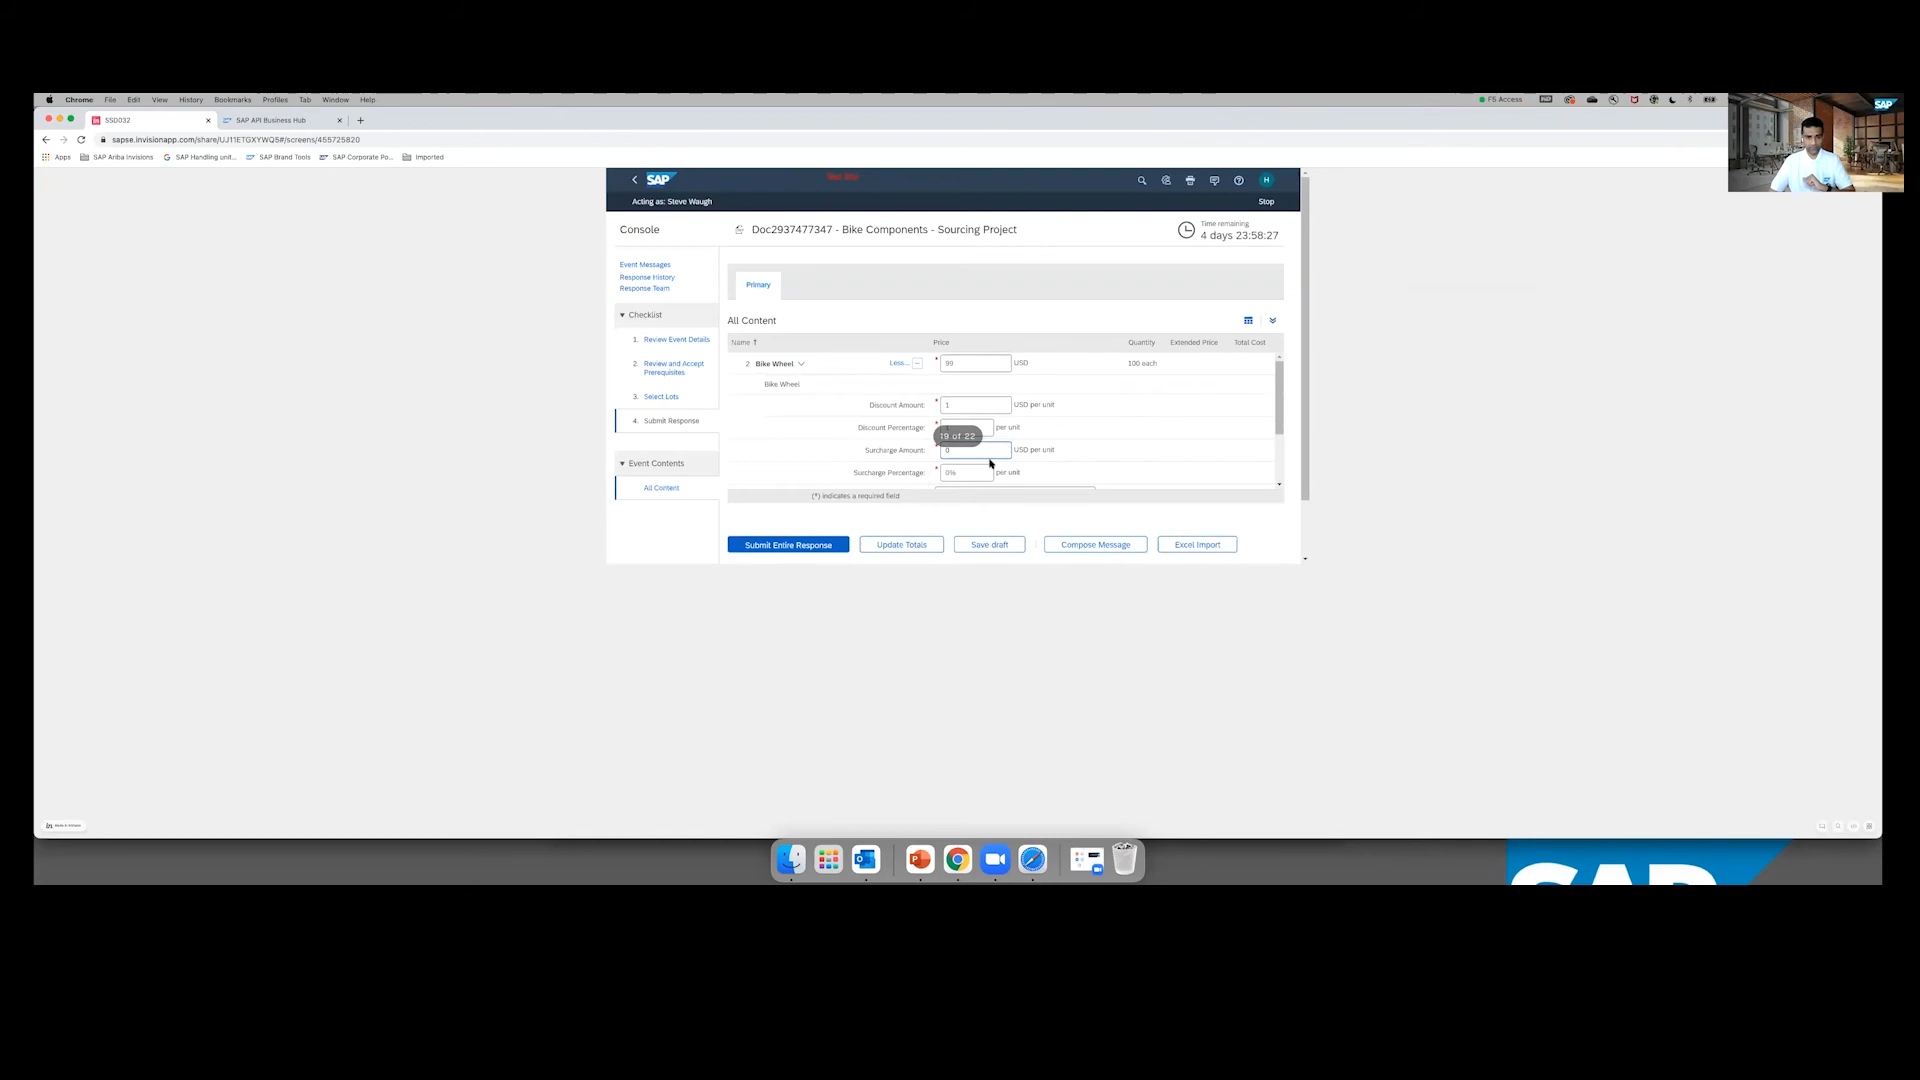 Chrome File Edit View History Bookmarks Profiles Tab Window Help F5 Access
SSD032 SAP API Business Hub
sapse.invisionapp.com/share/UJ11ETGXYWQ5#/screens/455725820
Apps SAP Ariba Invisions SAP Handling unit... SAP Brand Tools SAP Corporate Po... Imported
SAP
SAP H
Acting as: Steve Waugh Stop
Console Doc2937477347 - Bike Components - Sourcing Project
Time remaining
4 days 23:58:27
Event Messages
Response History
Response Team
Primary
Checklist
All Content
1. Review Event Details
Name ↑ Price Quantity Extended Price Total Cost
2. Review and Accept Prerequisites
2 Bike Wheel Less... * 99 USD 100 each
Bike Wheel
3. Select Lots
Discount Amount: * 1 USD per unit
4. Submit Response
Discount Percentage: * per unit
19 of 22
Surcharge Amount: 0 USD per unit
Event Contents
Surcharge Percentage: * 0% per unit
All Content
(*) indicates a required field
Submit Entire Response Update Totals Save draft Compose Message Excel Import
in
SAP